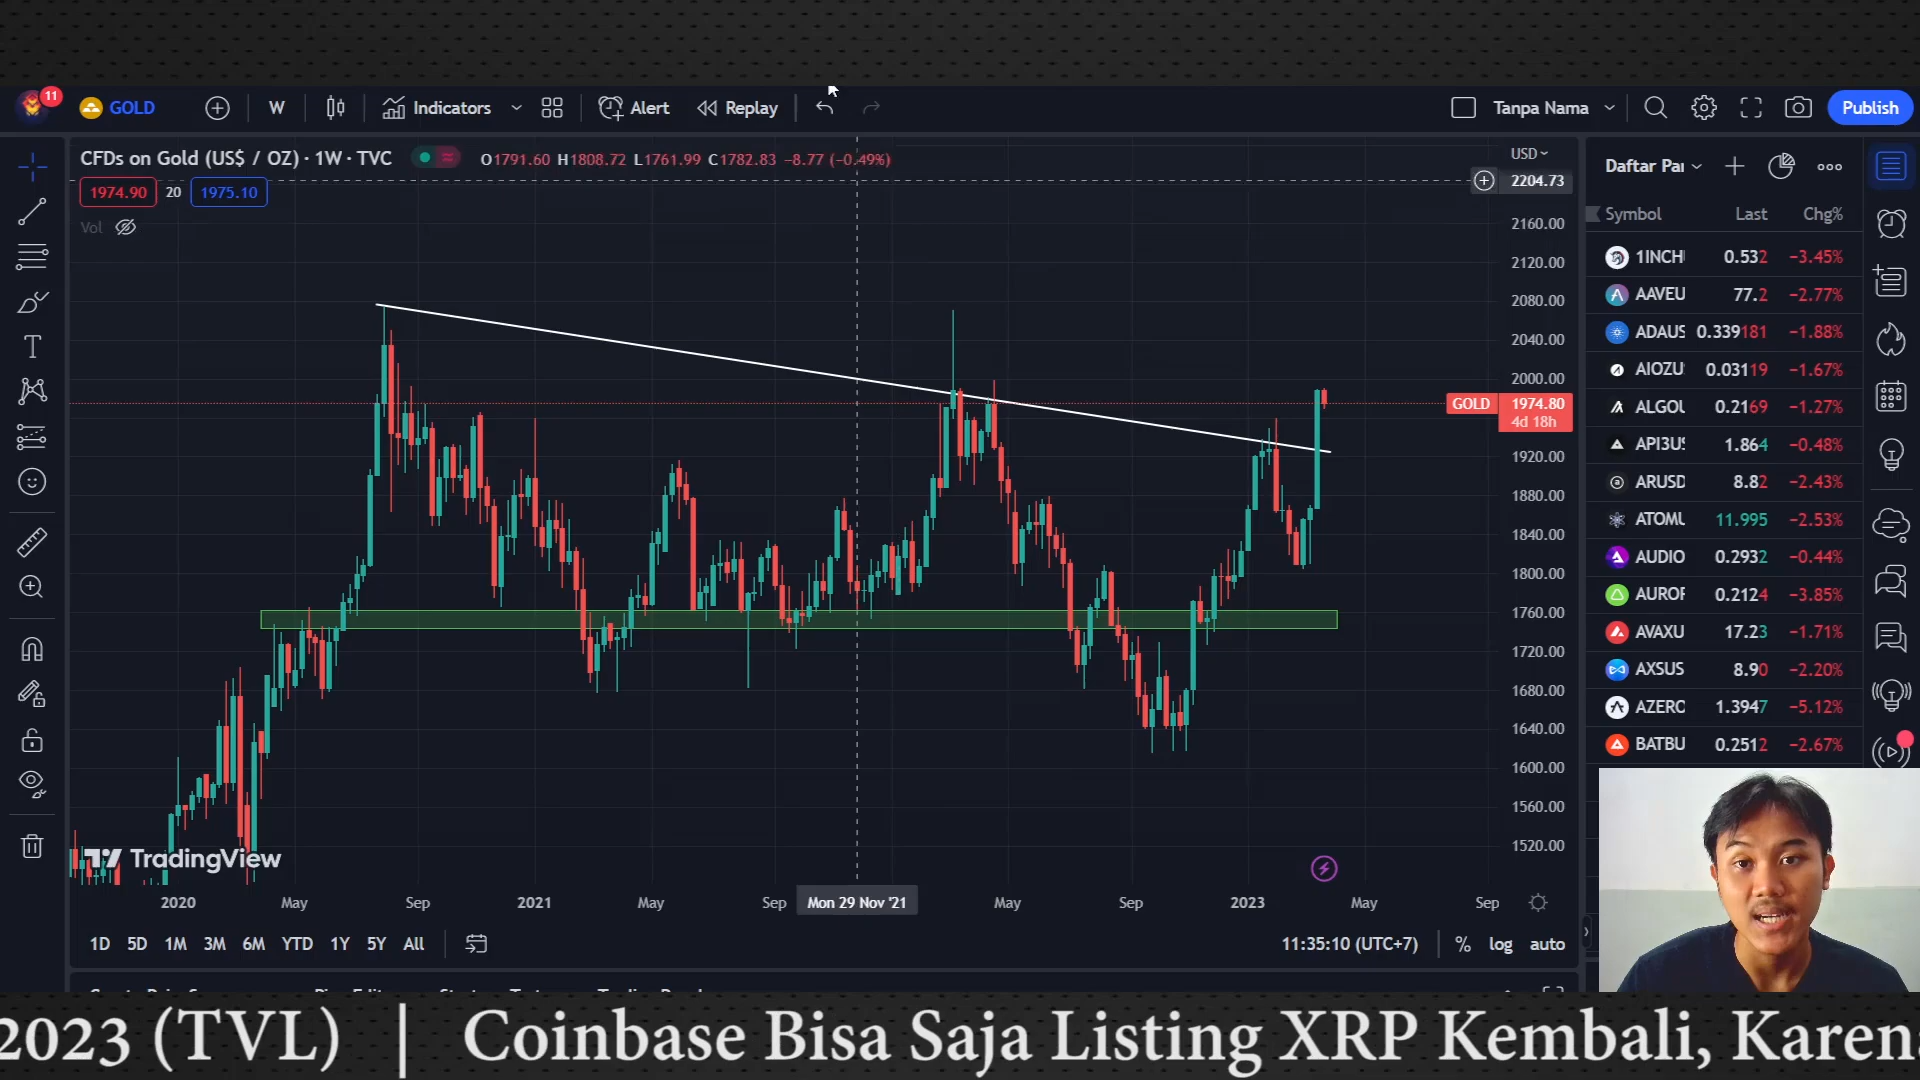 11
GOLD
W
Indicators
Alert
Replay
Tanpa Nama
Publish
CFDs on Gold (US$ / OZ) · 1W · TVC
O1791.60 H1808.72 L1761.99 C1782.83 −8.77 (−0.49%)
1974.90 20 1975.10
Vol
USD
2204.73
2160.00
2120.00
2080.00
2040.00
2000.00
GOLD 1974.80
4d 18h
1920.00
1880.00
1840.00
1800.00
1760.00
1720.00
1680.00
1640.00
1600.00
1560.00
1520.00
TradingView
2020 May Sep 2021 May Sep Mon 29 Nov '21 May Sep 2023 May Sep
1D 5D 1M 3M 6M YTD 1Y 5Y All
11:35:10 (UTC+7) % log auto
Daftar Par
Symbol Last Chg%
1INCH 0.532 −3.45%
AAVEU 77.2 −2.77%
ADAUS 0.339181 −1.88%
AIOZU 0.03119 −1.67%
ALGOU 0.2169 −1.27%
API3US 1.864 −0.48%
ARUSD 8.82 −2.43%
ATOMU 11.995 −2.53%
AUDIO 0.2932 −0.44%
AUROR 0.2124 −3.85%
AVAXU 17.23 −1.71%
AXSUS 8.90 −2.20%
AZERO 1.3947 −5.12%
BATBU 0.2512 −2.67%
2023 (TVL) | Coinbase Bisa Saja Listing XRP Kembali, Karena